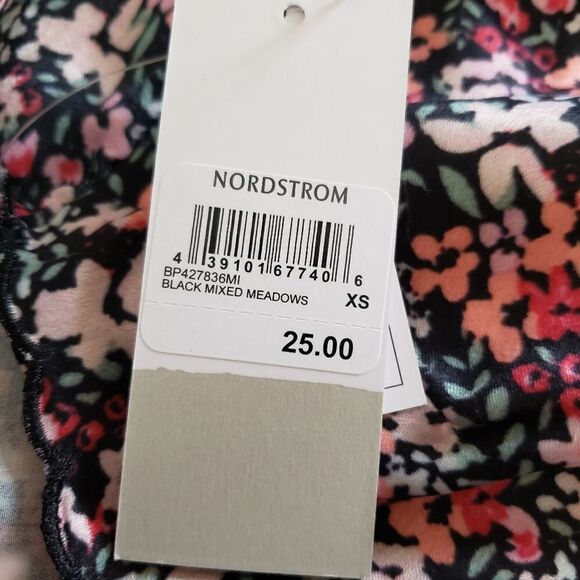 NORDSTROM
4 39101 67740 6
BP427836MI
BLACK MIXED MEADOWS XS
25.00